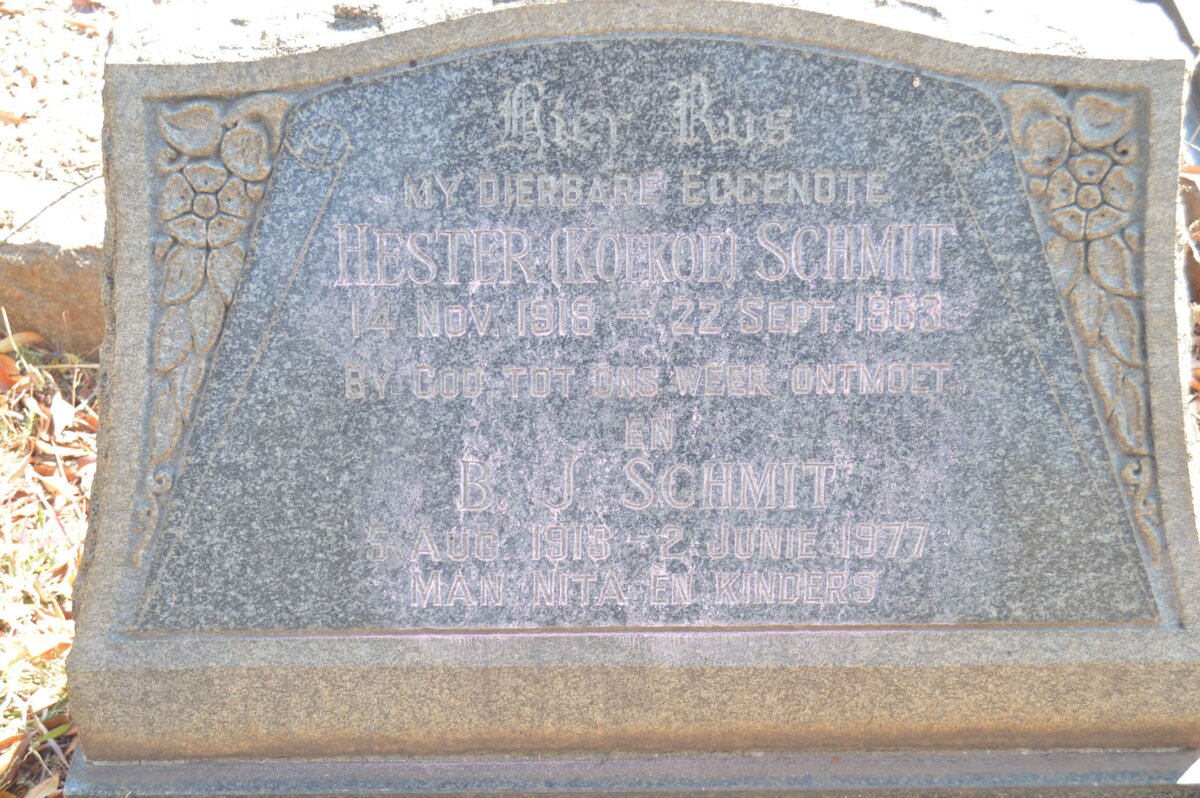 Hier Rus
MY DIERBARE EGGENOTE
HESTER (KOEKOE) SCHMIT
14 NOV. 1918 – 22 SEPT. 1963
BY GOD TOT ONS WEER ONTMOET
EN
B. J. SCHMIT
5 AUG 1913 – 2 JUNIE 1977
MAN, NITA EN KINDERS